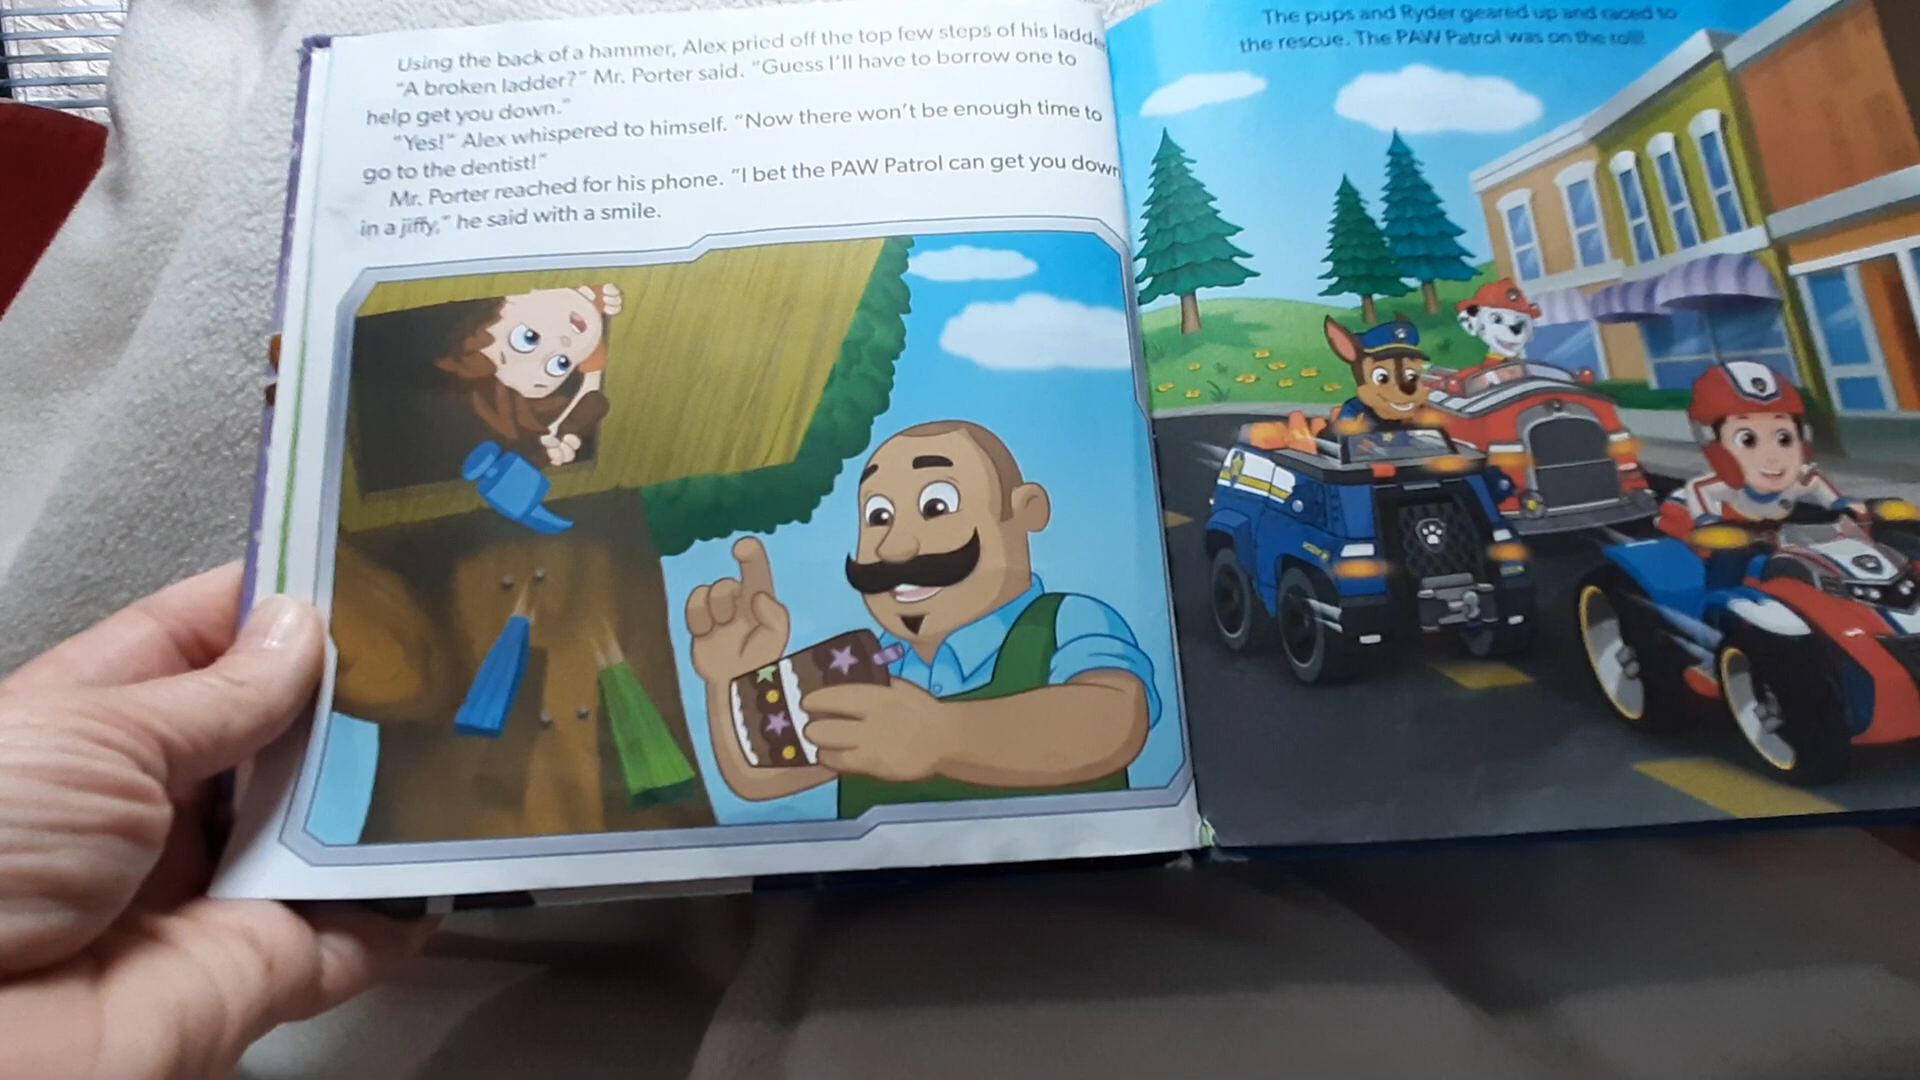 Using the back of a hammer, Alex pried off the top few steps of his ladde
"A broken ladder?" Mr. Porter said. "Guess I'll have to borrow one to
help get you down."
"Yes!" Alex whispered to himself. "Now there won't be enough time to
go to the dentist!"
Mr. Porter reached for his phone. "I bet the PAW Patrol can get you down
in a jiffy," he said with a smile.
The pups and Ryder geared up and raced to
the rescue. The PAW Patrol was on the roll!